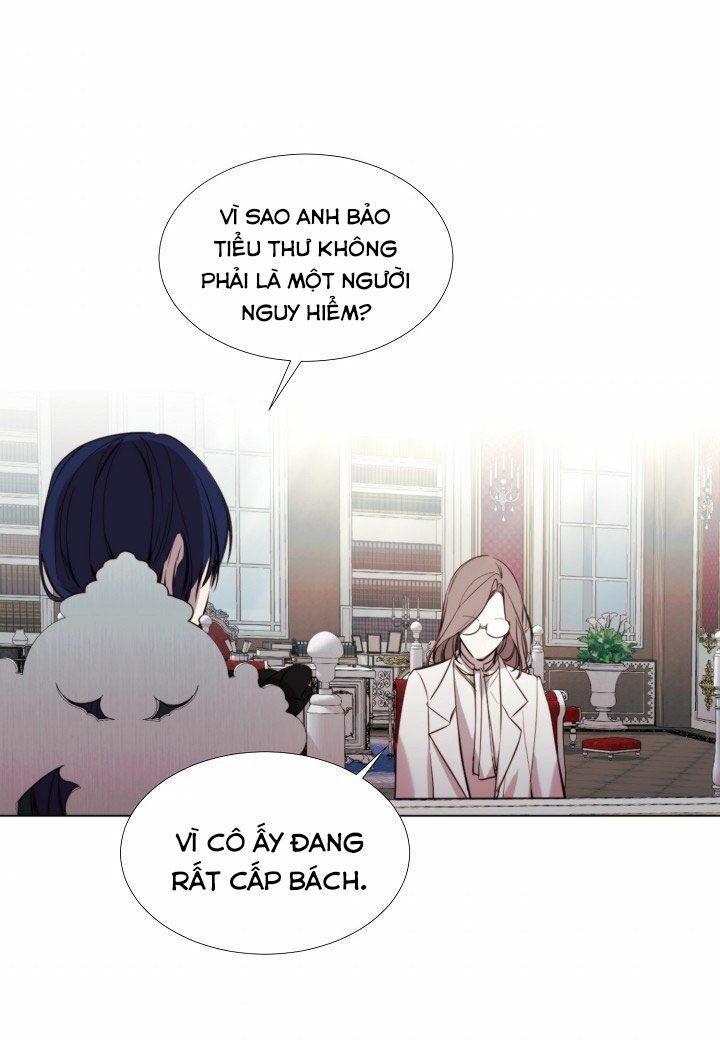 VÌ SAO ANH BẢO
TIỂU THƯ KHÔNG
PHẢI LÀ MỘT NGƯỜI
NGUY HIỂM?
VÌ CÔ ẤY ĐANG
RẤT CẤP BÁCH.